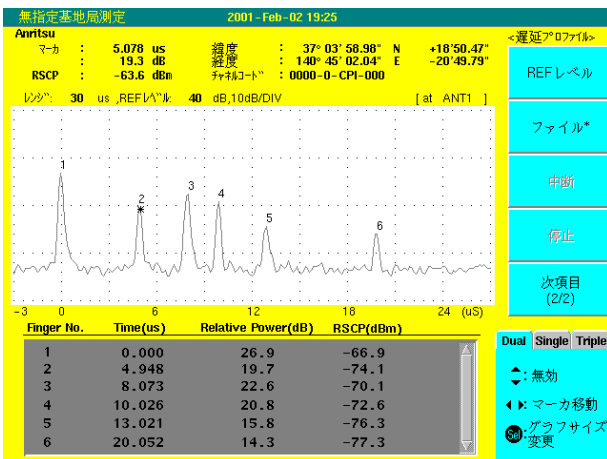 無指定基地局測定 2001-Feb-02 19:25
Anritsu
マーカ : 5.078 us 緯度 : 37° 03' 58.98" N +18'50.47"
: 19.3 dB 経度 : 140° 45' 02.04" E -20'49.79"
RSCP : -63.6 dBm チャネルコート゛ : 0000-0-CPI-000
レンジ: 30 us ,REFレベル: 40 dB,10dB/DIV [ at ANT1 ]
1
2
*
3
4
5
6
-3 0 6 12 18 24 (uS)
Finger No. Time(us) Relative Power(dB) RSCP(dBm)
1 0.000 26.9 -66.9
2 4.948 19.7 -74.1
3 8.073 22.6 -70.1
4 10.026 20.8 -72.6
5 13.021 15.8 -76.3
6 20.052 14.3 -77.3
<遅延プロファイル>
REFレベル
ファイル*
中断
停止
次項目
(2/2)
Dual Single Triple
: 無効
: マーカ移動
Sel : グラフサイズ
変更